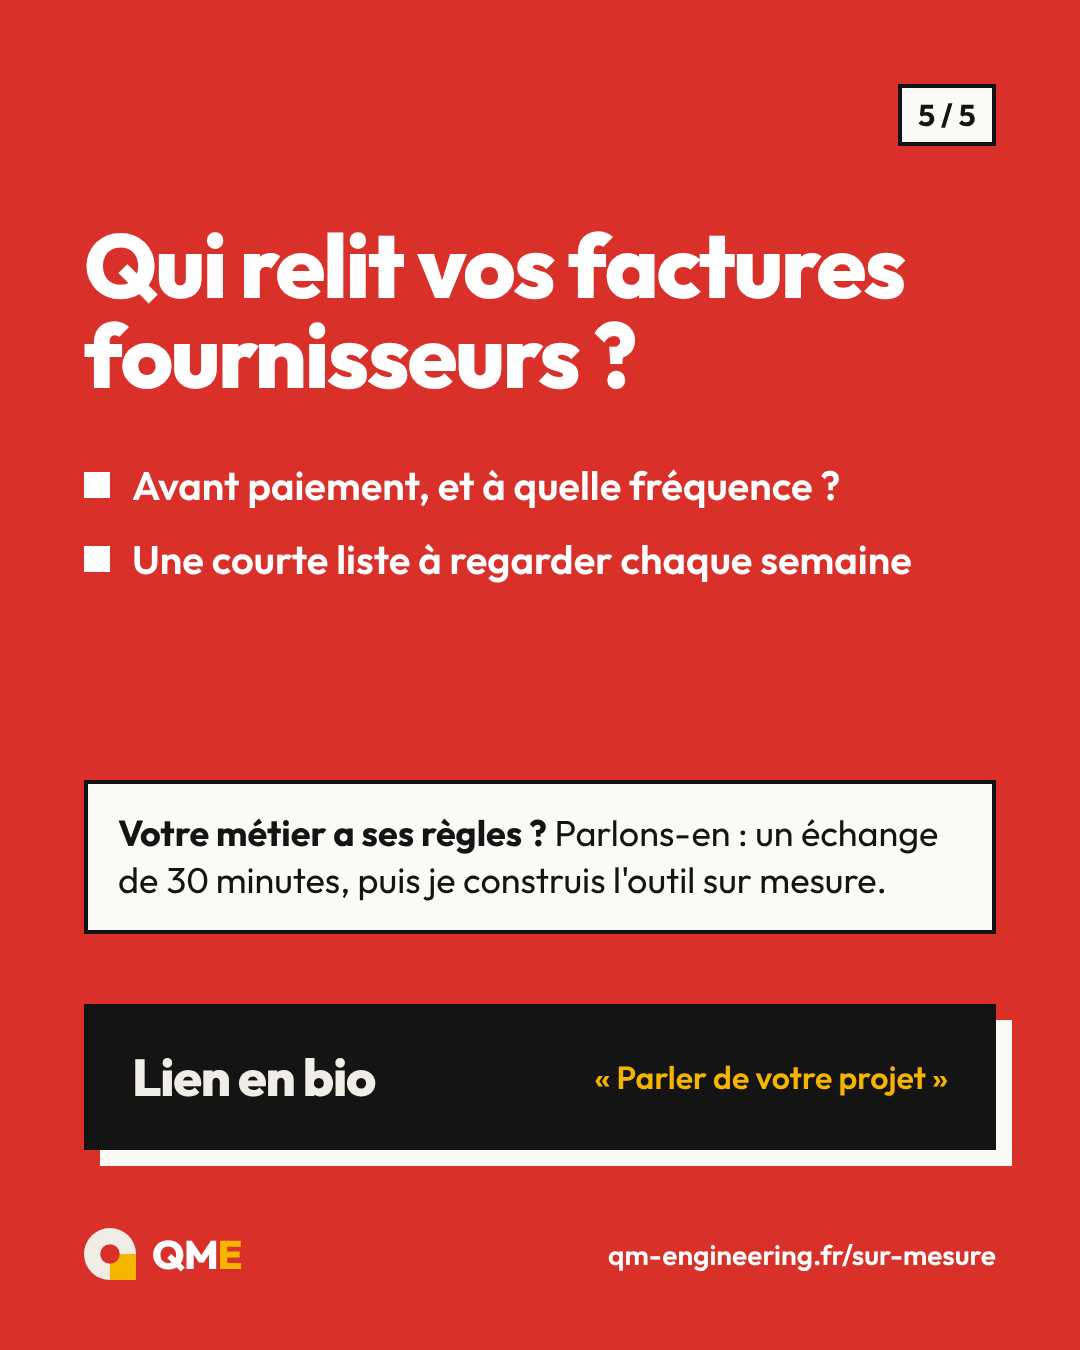 5 / 5
Qui relit vos factures
fournisseurs ?
Avant paiement, et à quelle fréquence ?
Une courte liste à regarder chaque semaine
Votre métier a ses règles ? Parlons-en : un échange
de 30 minutes, puis je construis l'outil sur mesure.
Lien en bio
« Parler de votre projet »
QME
qm-engineering.fr/sur-mesure